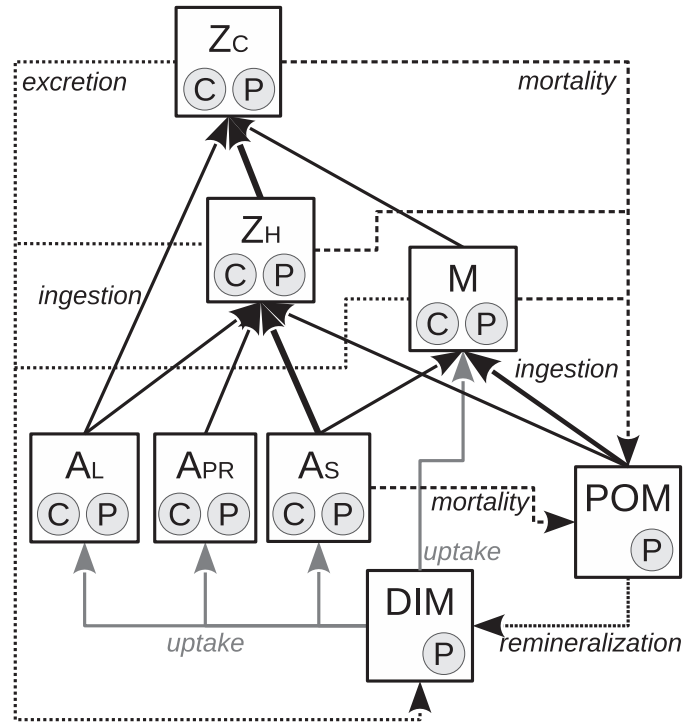 ZC
C P
excretion
mortality
ZH
C P
M
C P
ingestion
ingestion
AL
C P
APR
C P
AS
C P
POM
P
mortality
uptake
DIM
P
uptake
remineralization